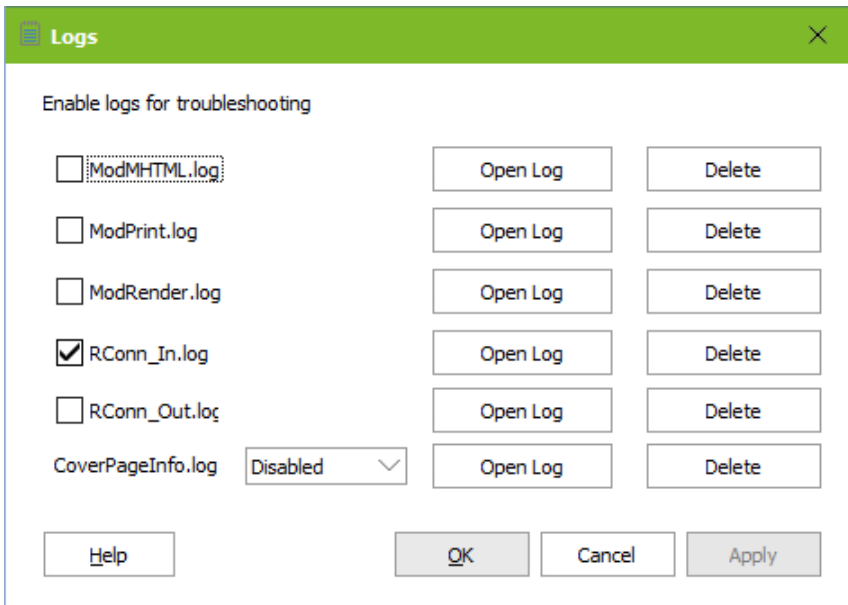 Logs
Enable logs for troubleshooting
ModMHTML.log Open Log Delete
ModPrint.log Open Log Delete
ModRender.log Open Log Delete
RConn_In.log Open Log Delete
RConn_Out.log Open Log Delete
CoverPageInfo.log Disabled Open Log Delete
Help OK Cancel Apply